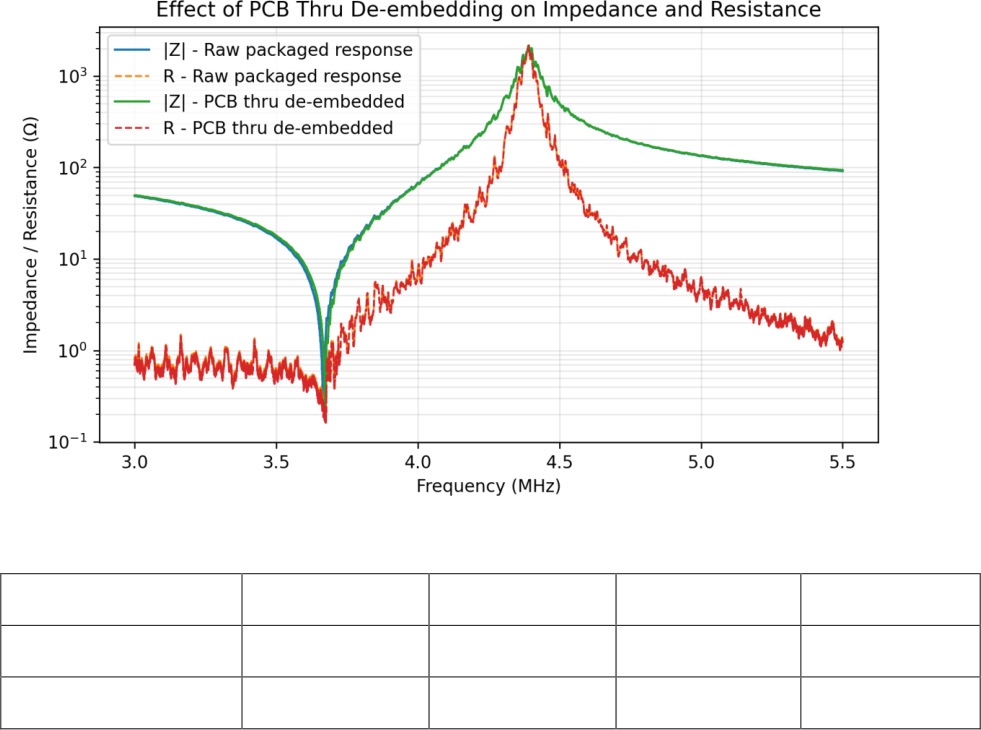 Effect of PCB Thru De-embedding on Impedance and Resistance
|Z| - Raw packaged response
R - Raw packaged response
|Z| - PCB thru de-embedded
R - PCB thru de-embedded
Impedance / Resistance (Ω)
10³
10²
10¹
10⁰
10⁻¹
3.0 3.5 4.0 4.5 5.0 5.5
Frequency (MHz)